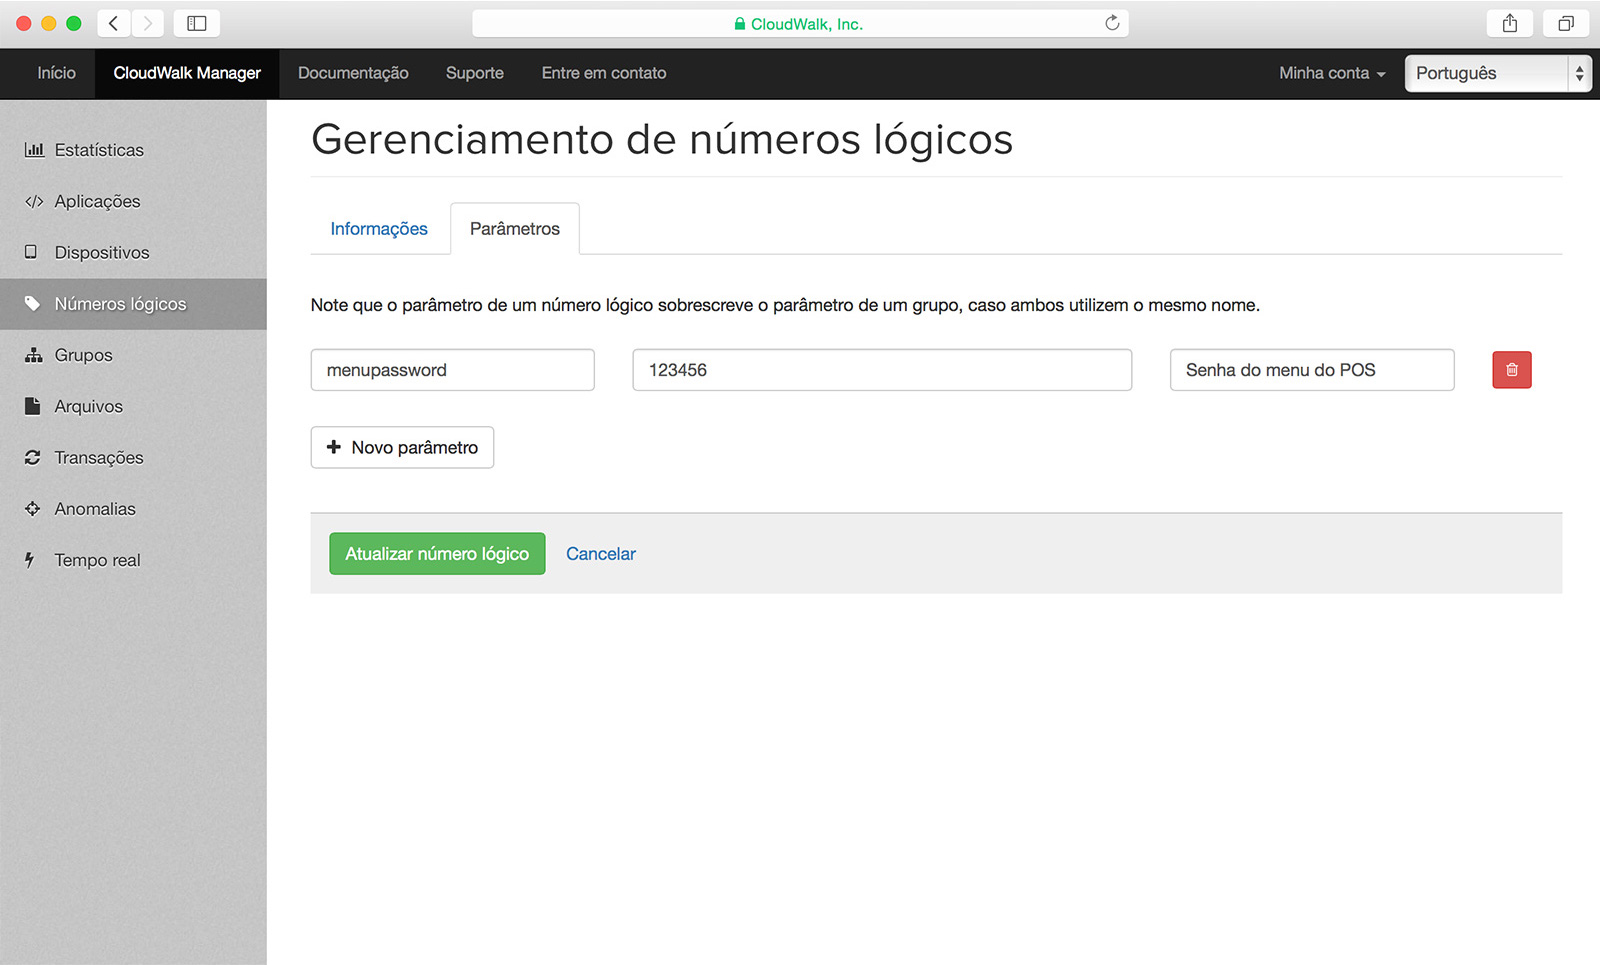 CloudWalk, Inc.
Início CloudWalk Manager Documentação Suporte Entre em contato Minha conta Português
Estatísticas
Aplicações
Dispositivos
Números lógicos
Grupos
Arquivos
Transações
Anomalias
Tempo real
Gerenciamento de números lógicos
Informações Parâmetros
Note que o parâmetro de um número lógico sobrescreve o parâmetro de um grupo, caso ambos utilizem o mesmo nome.
menupassword 123456 Senha do menu do POS
Novo parâmetro
Atualizar número lógico Cancelar